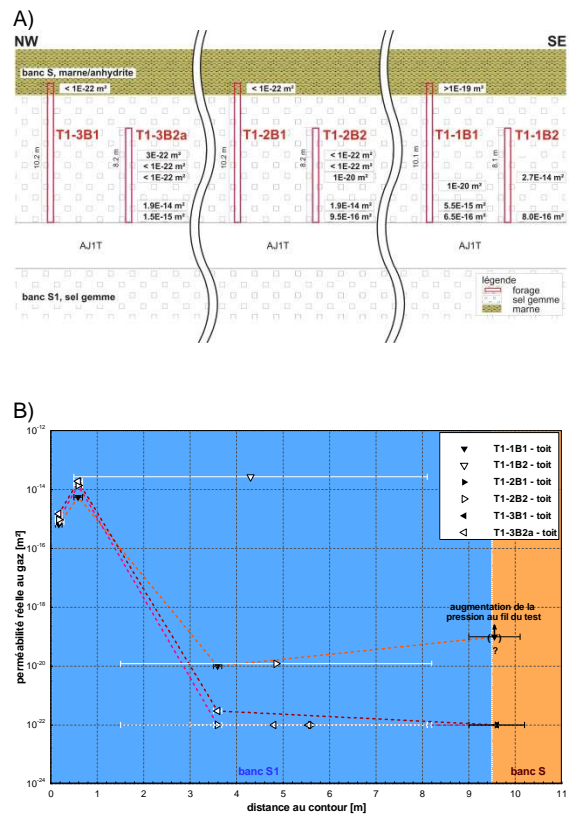 A)
NW
SE
banc S, marne/anhydrite
< 1E-22 m²
< 1E-22 m²
>1E-19 m²
T1-3B1
T1-3B2a
T1-2B1
T1-2B2
T1-1B1
T1-1B2
10.2 m
8.2 m
10.2 m
8.2 m
10.1 m
8.1 m
3E-22 m²
< 1E-22 m²
< 1E-22 m²
1.9E-14 m²
1.5E-15 m²
< 1E-22 m²
< 1E-22 m²
1E-20 m²
1.9E-14 m²
9.5E-16 m²
1E-20 m²
5.5E-15 m²
6.5E-16 m²
2.7E-14 m²
8.0E-16 m²
AJ1T
AJ1T
AJ1T
banc S1, sel gemme
légende
forage
sel gemme
marne
B)
perméabilité réelle au gaz [m²]
10-12
10-14
10-16
10-18
10-20
10-22
10-24
T1-1B1 - toit
T1-1B2 - toit
T1-2B1 - toit
T1-2B2 - toit
T1-3B1 - toit
T1-3B2a - toit
augmentation de la
pression au fil du test
( )
?
banc S1
banc S
0 1 2 3 4 5 6 7 8 9 10 11
distance au contour [m]